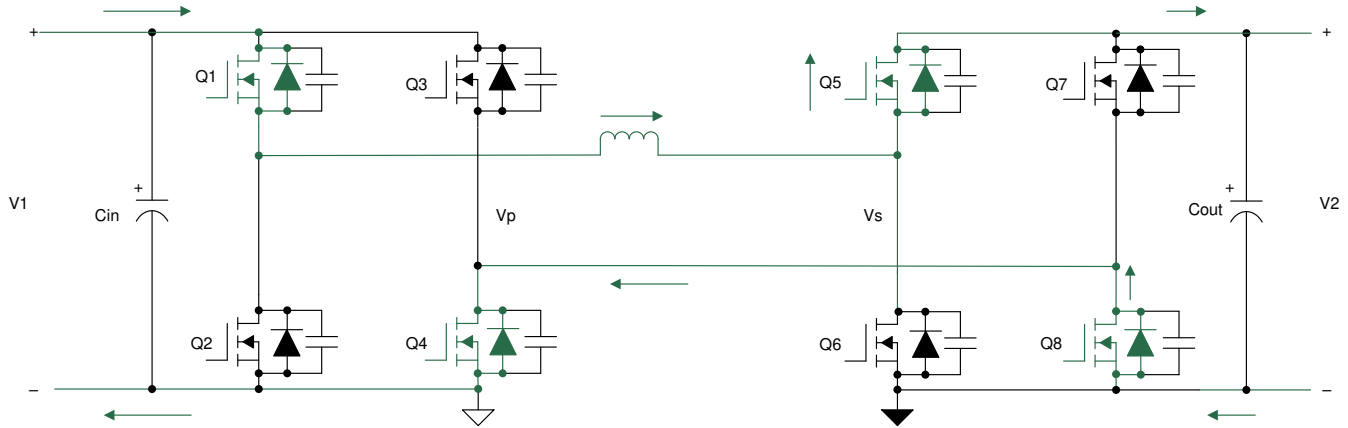 +
+
Q1
Q3
Q5
Q7
+
+
V1
Cin
Vp
Vs
Cout
V2
Q2
Q4
Q6
Q8
–
–